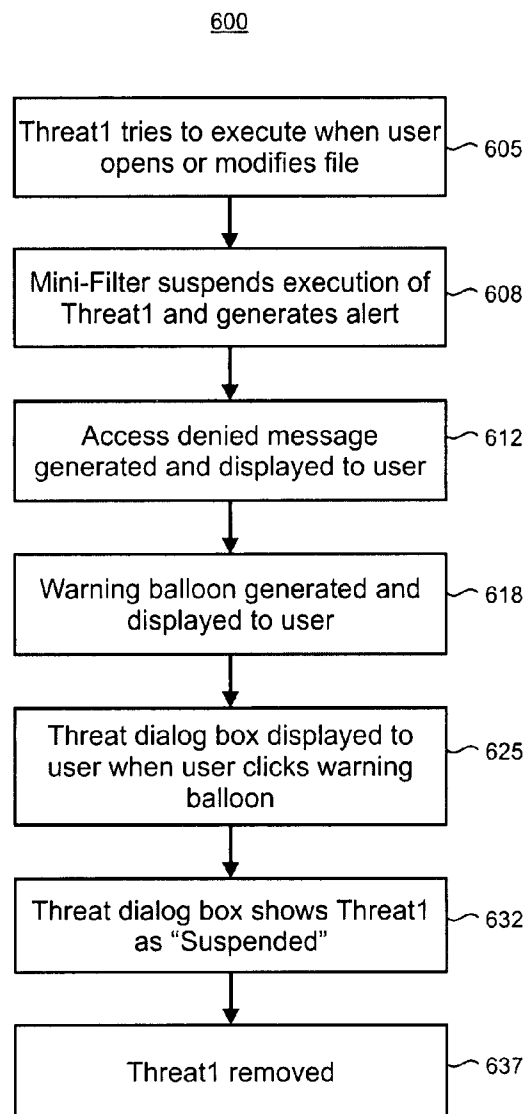 600
Threat1 tries to execute when user
opens or modifies file
605
Mini-Filter suspends execution of
Threat1 and generates alert
608
Access denied message
generated and displayed to user
612
Warning balloon generated and
displayed to user
618
Threat dialog box displayed to
user when user clicks warning
balloon
625
Threat dialog box shows Threat1
as “Suspended”
632
Threat1 removed
637